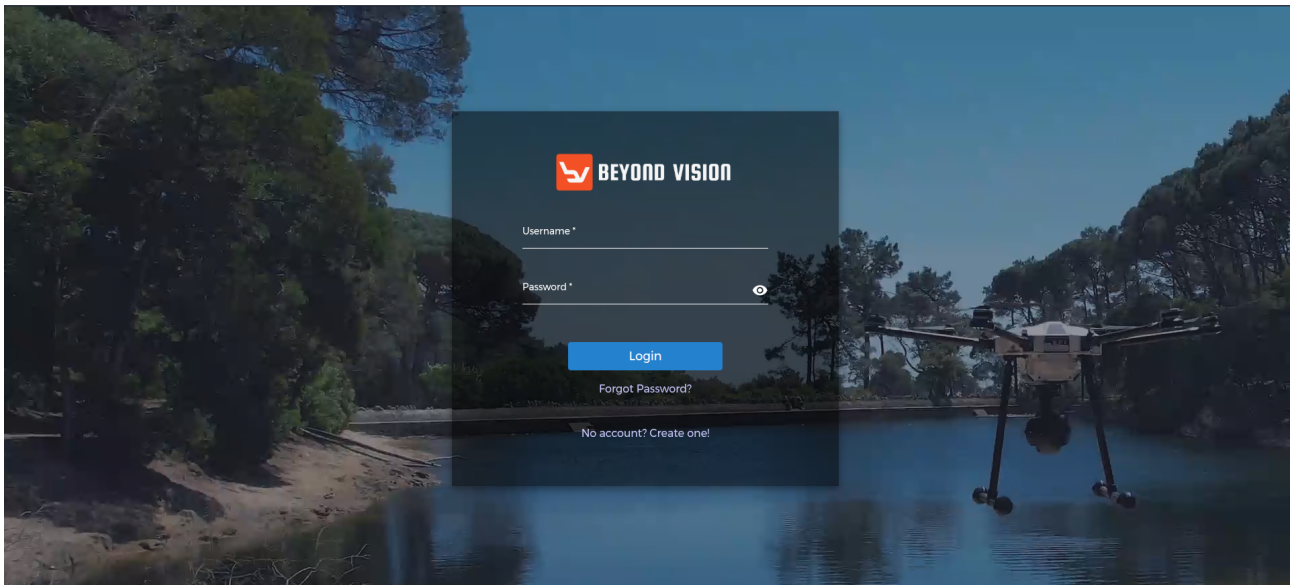 BEYOND VISION
Username *
Password *
Login
Forgot Password?
No account? Create one!